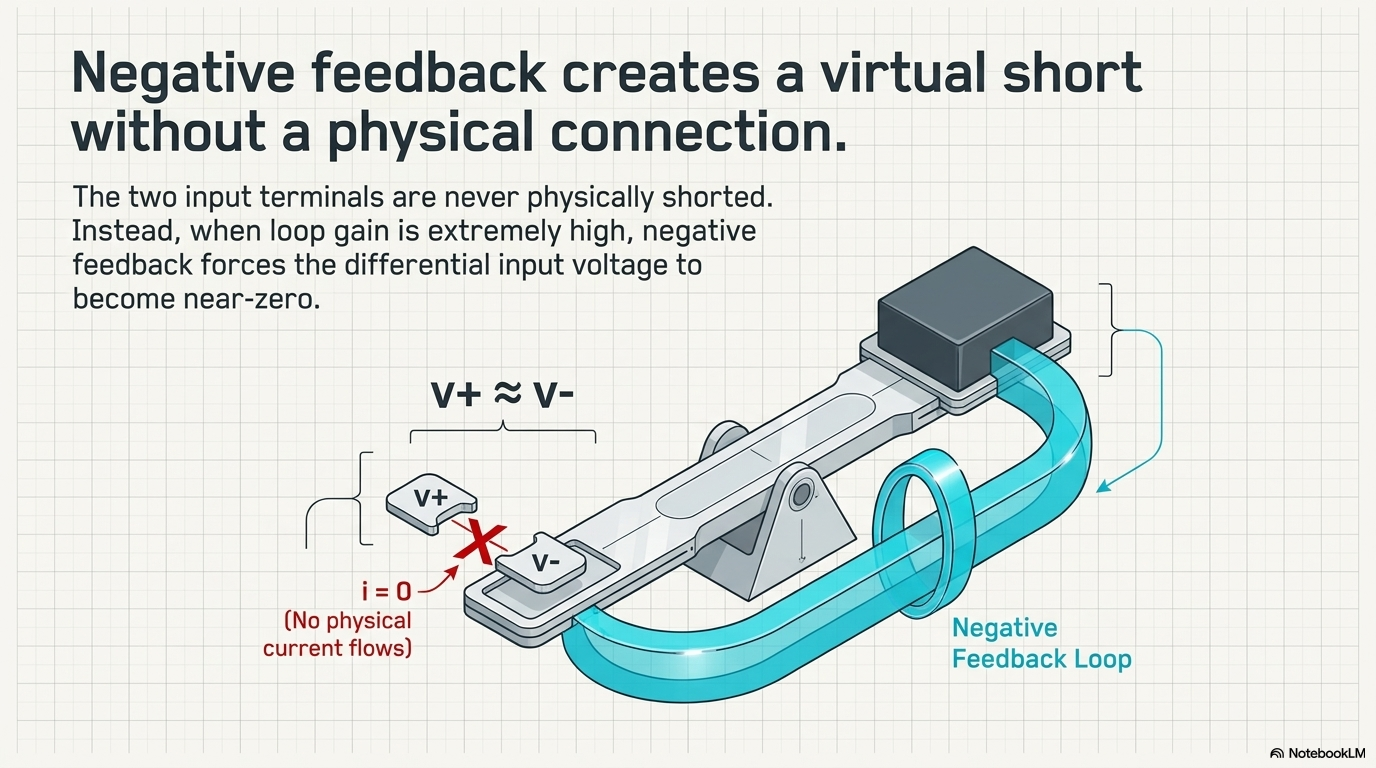 Negative feedback creates a virtual short
without a physical connection.
The two input terminals are never physically shorted.
Instead, when loop gain is extremely high, negative
feedback forces the differential input voltage to
become near-zero.
v+ ≈ v-
v+
v-
i = 0
(No physical
current flows)
Negative
Feedback Loop
NotebookLM